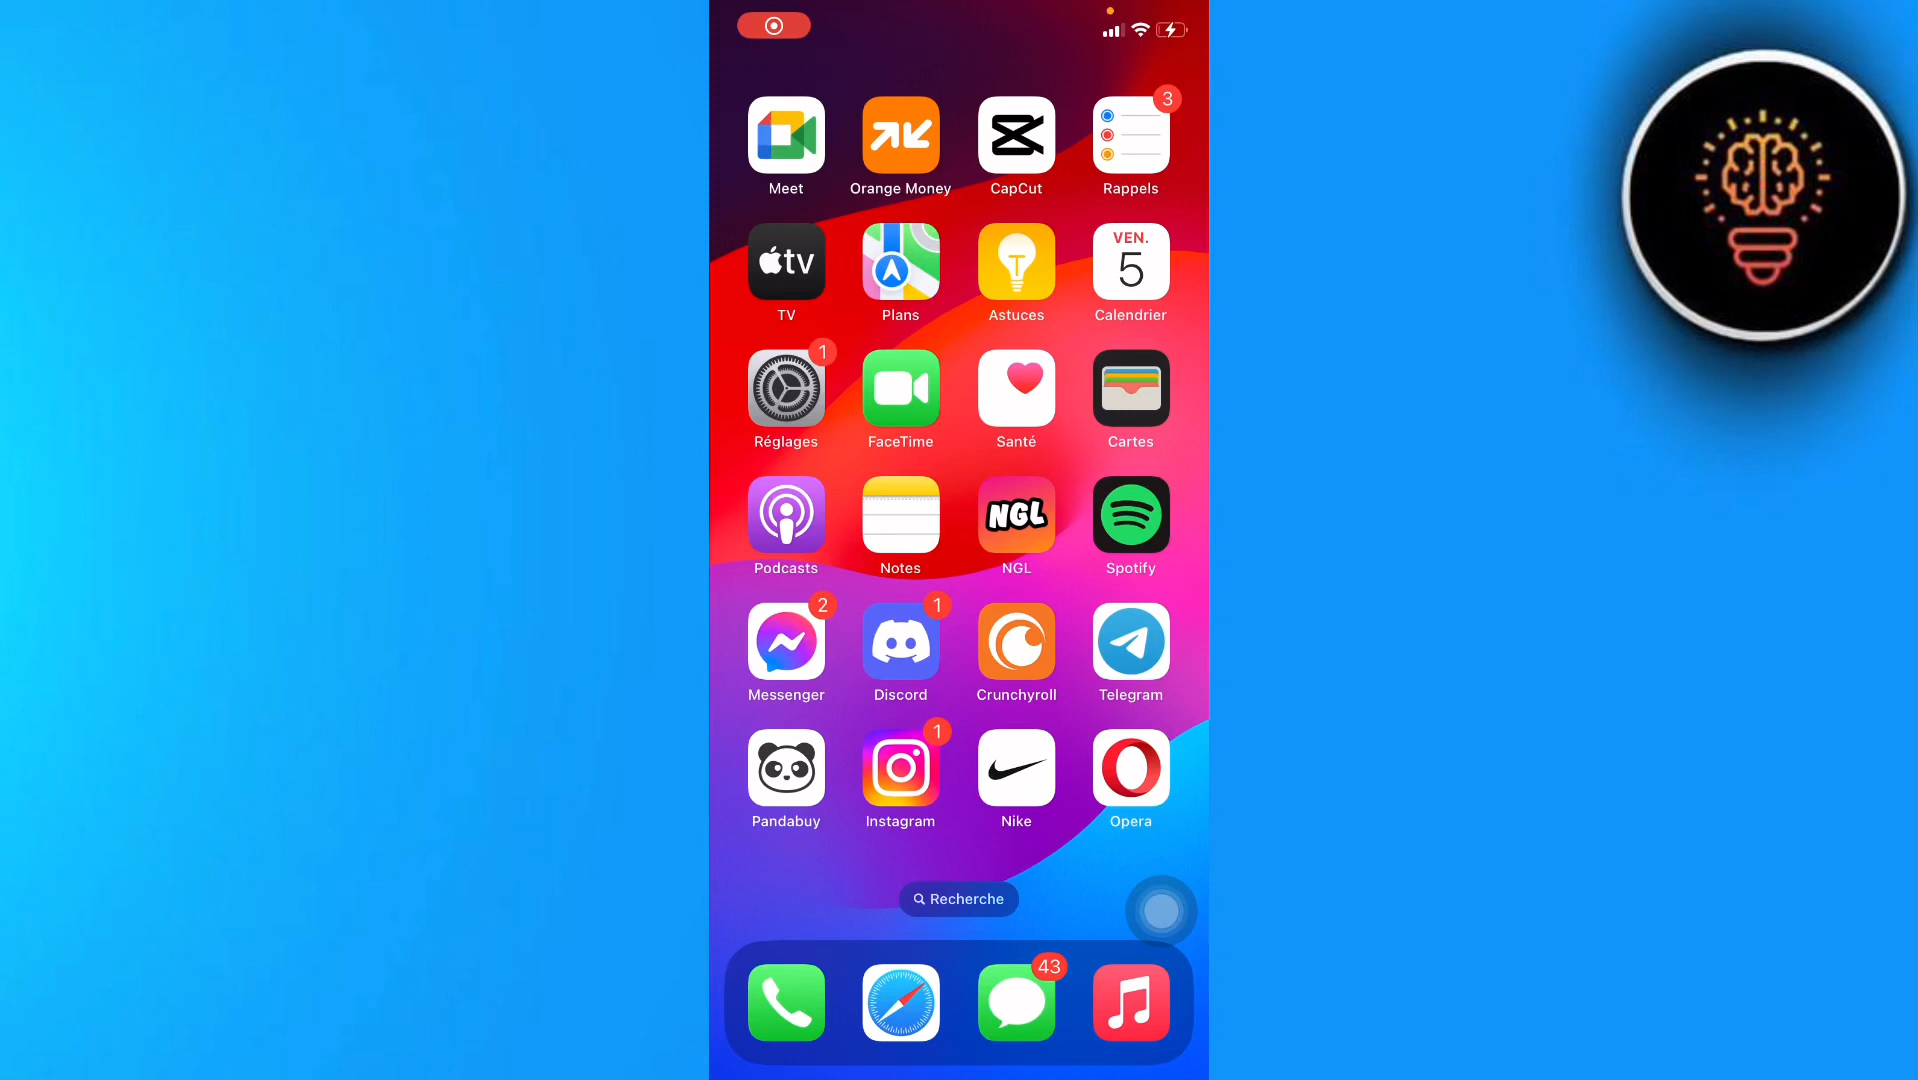 3
Meet Orange Money CapCut Rappels
tv VEN.
5
TV Plans Astuces Calendrier
1
Réglages FaceTime Santé Cartes
NGL
Podcasts Notes NGL Spotify
2 1
Messenger Discord Crunchyroll Telegram
1
Pandabuy Instagram Nike Opera
Recherche
43